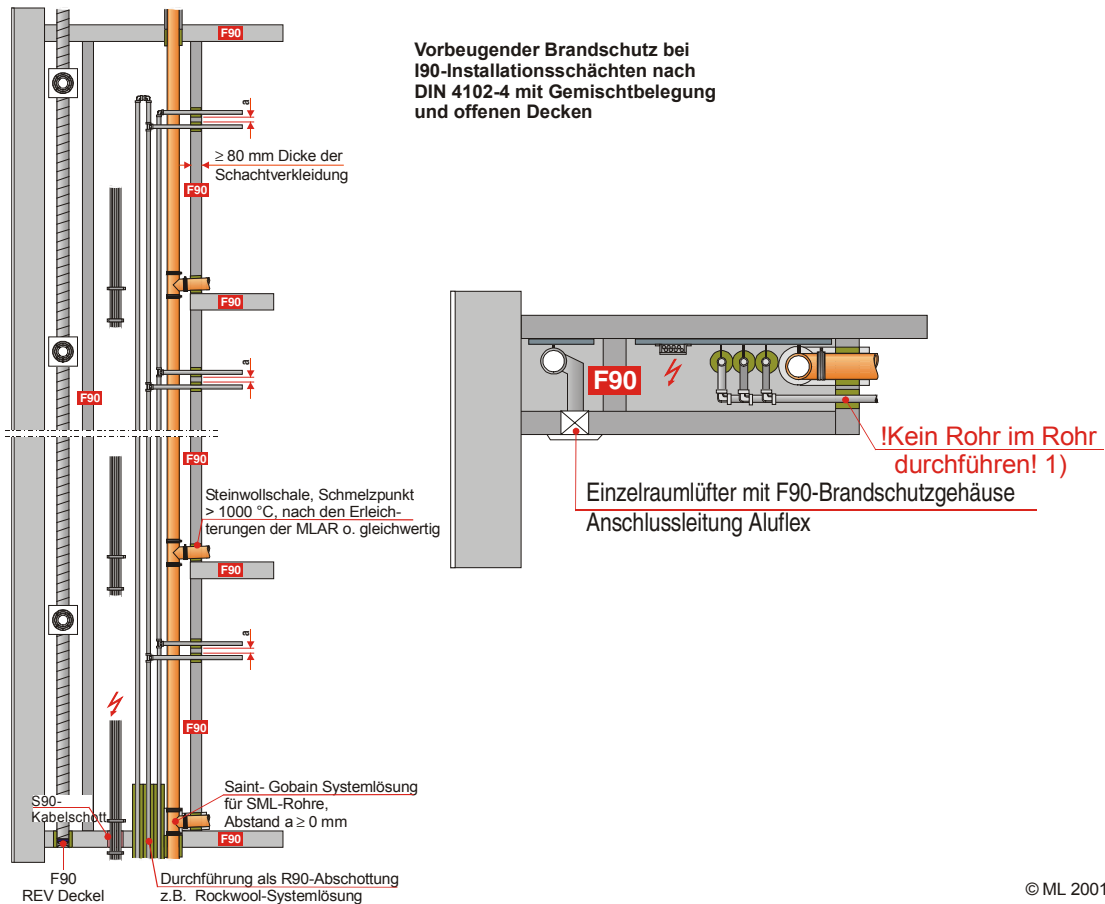 F90
Vorbeugender Brandschutz bei
I90-Installationsschächten nach
DIN 4102-4 mit Gemischtbelegung
und offenen Decken
a
≥ 80 mm Dicke der
Schachtverkleidung
F90
F90
a
F90
F90
!Kein Rohr im Rohr
durchführen! 1)
Einzelraumlüfter mit F90-Brandschutzgehäuse
Anschlussleitung Aluflex
F90
Steinwollschale, Schmelzpunkt
> 1000 °C, nach den Erleich-
terungen der MLAR o. gleichwertig
F90
a
F90
Saint- Gobain Systemlösung
für SML-Rohre,
Abstand a ≥ 0 mm
S90-
Kabelschott
F90
F90
REV Deckel
Durchführung als R90-Abschottung
z.B. Rockwool-Systemlösung
© ML 2001